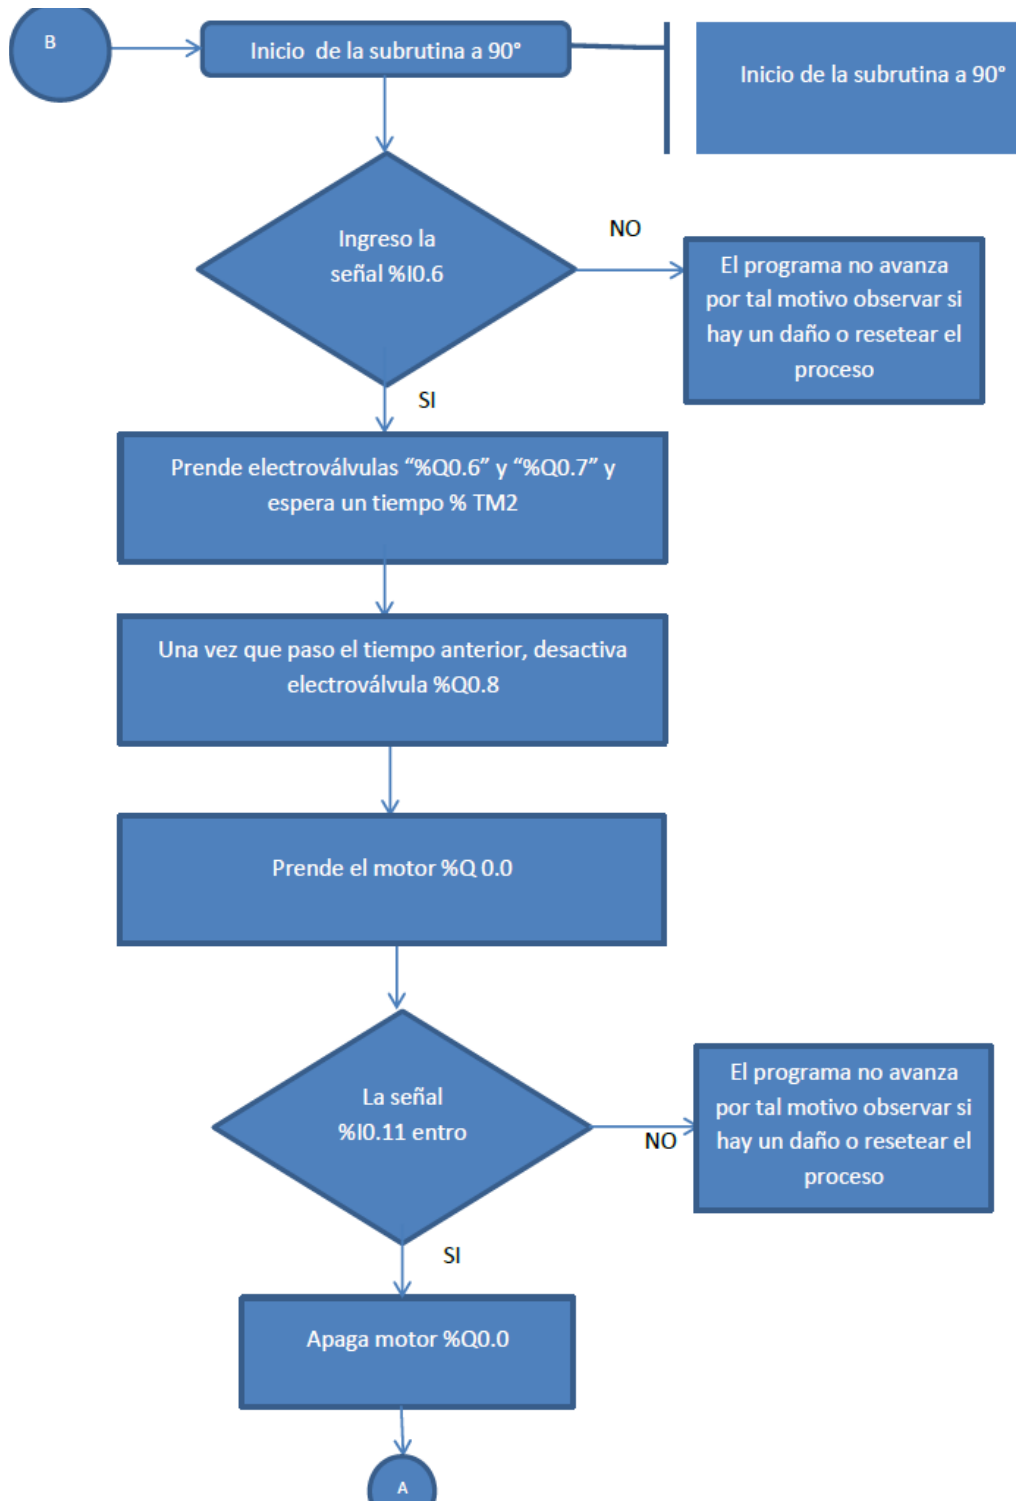 B
Inicio de la subrutina a 90°
Inicio de la subrutina a 90°
Ingreso la
señal %I0.6
NO
El programa no avanza
por tal motivo observar si
hay un daño o resetear el
proceso
SI
Prende electroválvulas “%Q0.6” y “%Q0.7” y
espera un tiempo % TM2
Una vez que paso el tiempo anterior, desactiva
electroválvula %Q0.8
Prende el motor %Q 0.0
La señal
%I0.11 entro
NO
El programa no avanza
por tal motivo observar si
hay un daño o resetear el
proceso
SI
Apaga motor %Q0.0
A